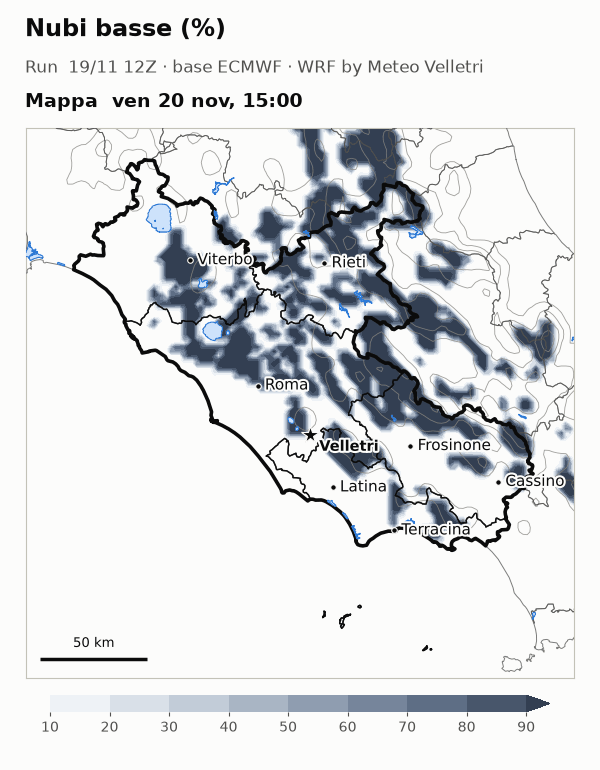 Nubi basse (%)
Run  19/11 12Z · base ECMWF · WRF by Meteo Velletri
Mappa  ven 20 nov, 15:00
Viterbo
Rieti
Roma
Velletri
Frosinone
Cassino
Latina
Terracina
50 km
10 20 30 40 50 60 70 80 90